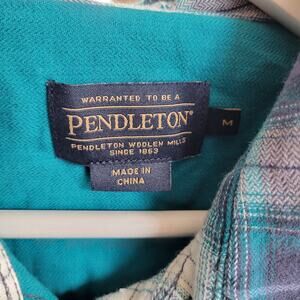 WARRANTED TO BE A
PENDLETON®
PENDLETON WOOLEN MILLS
SINCE 1863
M
MADE IN
CHINA